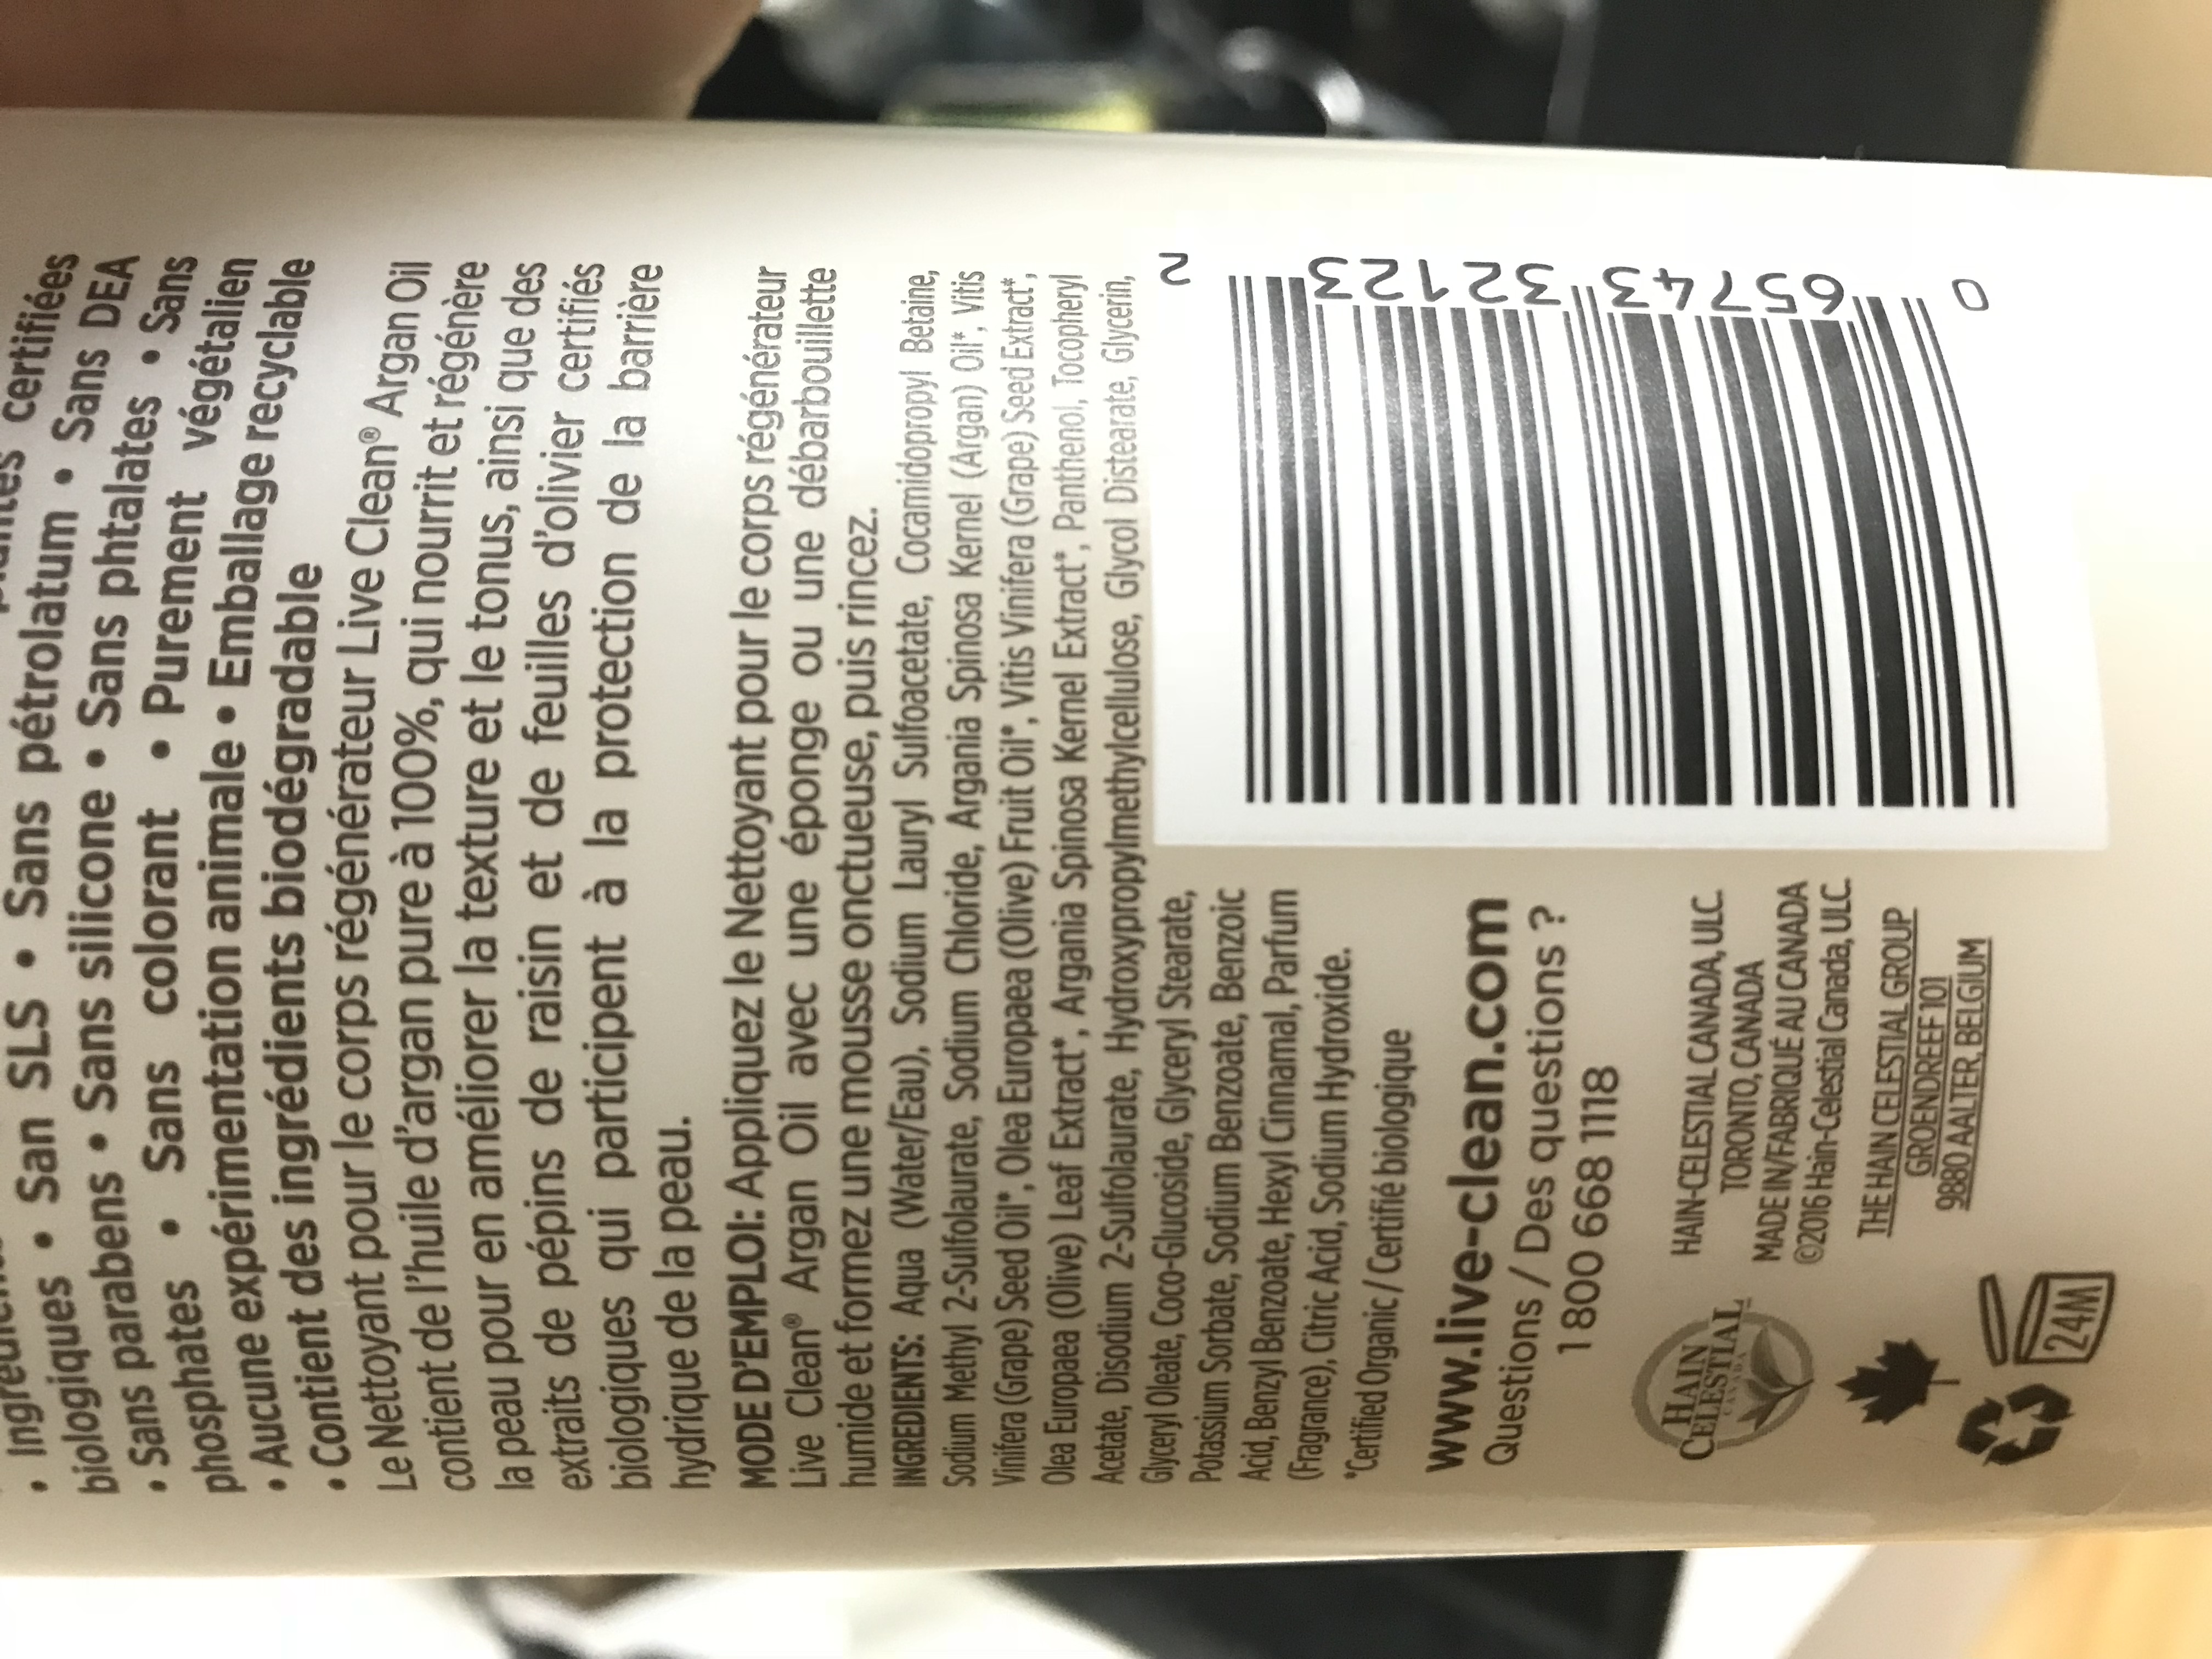 • Ingrédients
certifiées
biologiques • San SLS • Sans pétrolatum • Sans DEA
• Sans parabens • Sans silicone • Sans phtalates • Sans
phosphates • Sans colorant • Purement végétalien
• Aucune expérimentation animale • Emballage recyclable
• Contient des ingrédients biodégradable
Le Nettoyant pour le corps régénérateur Live Clean® Argan Oil
contient de l'huile d'argan pure à 100%, qui nourrit et régénère
la peau pour en améliorer la texture et le tonus, ainsi que des
extraits de pépins de raisin et de feuilles d'olivier certifiés
biologiques qui participent à la protection de la barrière
hydrique de la peau.
MODE D'EMPLOI: Appliquez le Nettoyant pour le corps régénérateur
Live Clean® Argan Oil avec une éponge ou une débarbouillette
humide et formez une mousse onctueuse, puis rincez.
INGREDIENTS: Aqua (Water/Eau), Sodium Lauryl Sulfoacetate, Cocamidopropyl Betaine,
Sodium Methyl 2-Sulfolaurate, Sodium Chloride, Argania Spinosa Kernel (Argan) Oil*, Vitis
Vinifera (Grape) Seed Oil*, Olea Europaea (Olive) Fruit Oil*, Vitis Vinifera (Grape) Seed Extract*,
Olea Europaea (Olive) Leaf Extract*, Argania Spinosa Kernel Extract*, Panthenol, Tocopheryl
Acetate, Disodium 2-Sulfolaurate, Hydroxypropylmethylcellulose, Glycol Distearate, Glycerin,
Glyceryl Oleate, Coco-Glucoside, Glyceryl Stearate,
Potassium Sorbate, Sodium Benzoate, Benzoic
Acid, Benzyl Benzoate, Hexyl Cinnamal, Parfum
(Fragrance), Citric Acid, Sodium Hydroxide.
*Certified Organic / Certifié biologique
www.live-clean.com
Questions / Des questions ?
1 800 668 1118
HAIN
CELESTIAL
CANADA
HAIN-CELESTIAL CANADA, ULC.
TORONTO, CANADA
MADE IN/FABRIQUÉ AU CANADA
©2016 Hain-Celestial Canada, ULC.
THE HAIN CELESTIAL GROUP
GROENDREEF 101
9880 AALTER, BELGIUM
24M
0 65743 32123 2